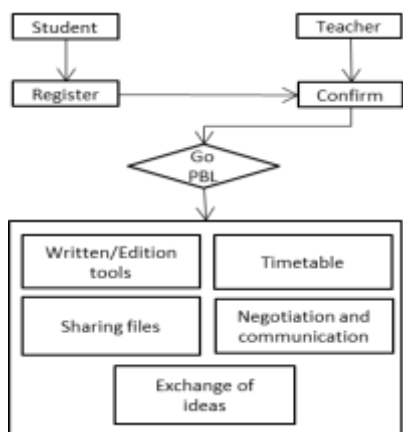 Student
Teacher
Register
Confirm
Go
PBL
Written/Edition
tools
Timetable
Sharing files
Negotiation and
communication
Exchange of
ideas